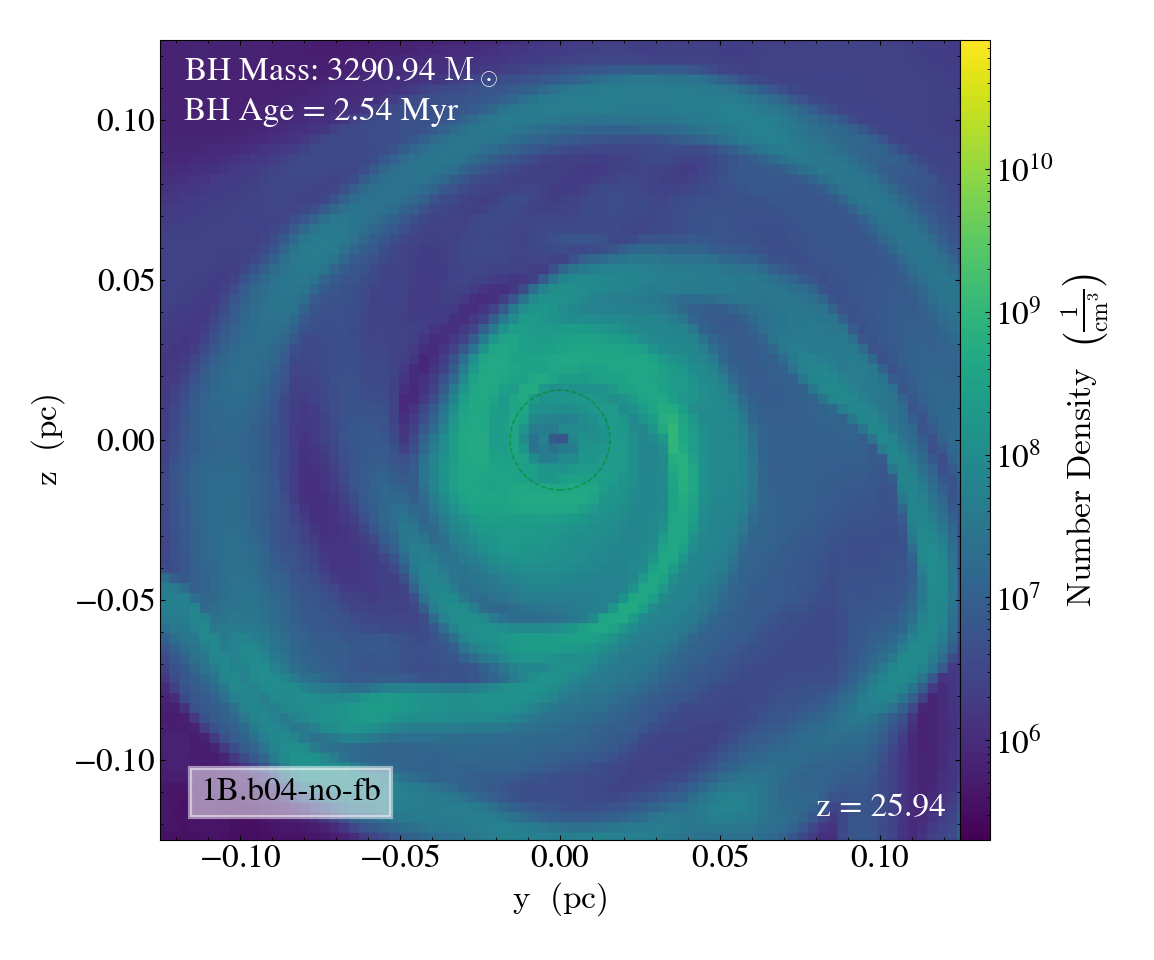 BH Mass: 3290.94 M⊙
BH Age = 2.54 Myr
0.10
0.05
0.00
−0.05
−0.10
z (pc)
1B.b04-no-fb
z = 25.94
−0.10 −0.05 0.00 0.05 0.10
y (pc)
10¹⁰
10⁹
10⁸
10⁷
10⁶
Number Density (1/cm³)